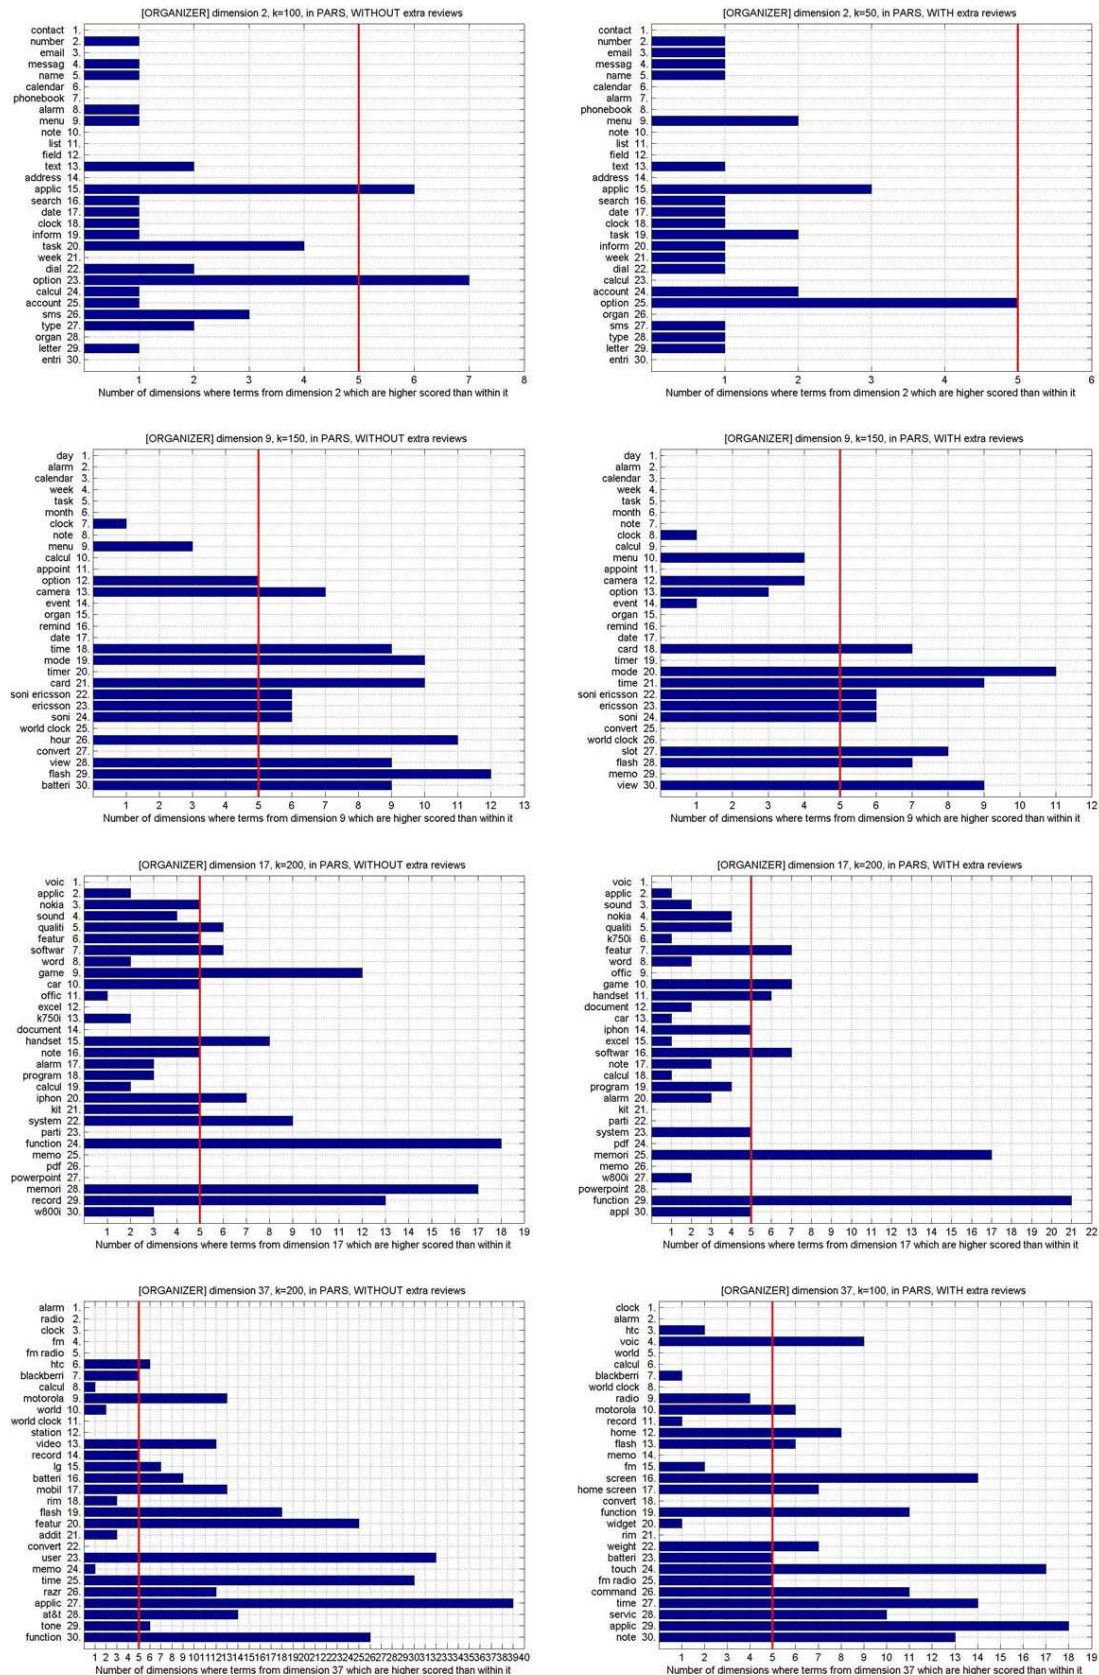 [ORGANIZER] dimension 2, k=100, in PARS, WITHOUT extra reviews
contact 1.
number 2.
email 3.
messag 4.
name 5.
calendar 6.
phonebook 7.
alarm 8.
menu 9.
note 10.
list 11.
field 12.
text 13.
address 14.
applic 15.
search 16.
date 17.
clock 18.
inform 19.
task 20.
week 21.
dial 22.
option 23.
calcul 24.
account 25.
sms 26.
type 27.
organ 28.
letter 29.
entri 30.
1 2 3 4 5 6 7 8
Number of dimensions where terms from dimension 2 which are higher scored than within it
[ORGANIZER] dimension 2, k=50, in PARS, WITH extra reviews
contact 1.
number 2.
email 3.
messag 4.
name 5.
calendar 6.
alarm 7.
phonebook 8.
menu 9.
note 10.
list 11.
field 12.
text 13.
address 14.
applic 15.
search 16.
date 17.
clock 18.
task 19.
inform 20.
week 21.
dial 22.
calcul 23.
account 24.
option 25.
organ 26.
sms 27.
type 28.
letter 29.
entri 30.
1 2 3 4 5 6
Number of dimensions where terms from dimension 2 which are higher scored than within it
[ORGANIZER] dimension 9, k=150, in PARS, WITHOUT extra reviews
day 1.
alarm 2.
calendar 3.
week 4.
task 5.
month 6.
clock 7.
note 8.
menu 9.
calcul 10.
appoint 11.
option 12.
camera 13.
event 14.
organ 15.
remind 16.
date 17.
time 18.
mode 19.
timer 20.
card 21.
soni ericsson 22.
ericsson 23.
soni 24.
world clock 25.
hour 26.
convert 27.
view 28.
flash 29.
batteri 30.
1 2 3 4 5 6 7 8 9 10 11 12 13
Number of dimensions where terms from dimension 9 which are higher scored than within it
[ORGANIZER] dimension 9, k=150, in PARS, WITH extra reviews
day 1.
alarm 2.
calendar 3.
week 4.
task 5.
month 6.
note 7.
clock 8.
calcul 9.
menu 10.
appoint 11.
camera 12.
option 13.
event 14.
organ 15.
remind 16.
date 17.
card 18.
timer 19.
mode 20.
time 21.
soni ericsson 22.
ericsson 23.
soni 24.
convert 25.
world clock 26.
slot 27.
flash 28.
memo 29.
view 30.
1 2 3 4 5 6 7 8 9 10 11 12
Number of dimensions where terms from dimension 9 which are higher scored than within it
[ORGANIZER] dimension 17, k=200, in PARS, WITHOUT extra reviews
voic 1.
applic 2.
nokia 3.
sound 4.
qualiti 5.
featur 6.
softwar 7.
word 8.
game 9.
car 10.
offic 11.
excel 12.
k750i 13.
document 14.
handset 15.
note 16.
alarm 17.
program 18.
calcul 19.
iphon 20.
kit 21.
system 22.
parti 23.
function 24.
memo 25.
pdf 26.
powerpoint 27.
memori 28.
record 29.
w800i 30.
1 2 3 4 5 6 7 8 9 10 11 12 13 14 15 16 17 18 19
Number of dimensions where terms from dimension 17 which are higher scored than within it
[ORGANIZER] dimension 17, k=200, in PARS, WITH extra reviews
voic 1.
applic 2.
sound 3.
nokia 4.
qualiti 5.
k750i 6.
featur 7.
word 8.
offic 9.
game 10.
handset 11.
document 12.
car 13.
iphon 14.
excel 15.
softwar 16.
note 17.
calcul 18.
program 19.
alarm 20.
kit 21.
parti 22.
system 23.
pdf 24.
memori 25.
memo 26.
w800i 27.
powerpoint 28.
function 29.
appl 30.
1 2 3 4 5 6 7 8 9 10 11 12 13 14 15 16 17 18 19 20 21 22
Number of dimensions where terms from dimension 17 which are higher scored than within it
[ORGANIZER] dimension 37, k=200, in PARS, WITHOUT extra reviews
alarm 1.
radio 2.
clock 3.
fm 4.
fm radio 5.
htc 6.
blackberri 7.
calcul 8.
motorola 9.
world 10.
world clock 11.
station 12.
video 13.
record 14.
lg 15.
batteri 16.
mobil 17.
rim 18.
flash 19.
featur 20.
addit 21.
convert 22.
user 23.
memo 24.
time 25.
razr 26.
applic 27.
at&t 28.
tone 29.
function 30.
1 2 3 4 5 6 7 8 9 10 11 12 13 14 15 16 17 18 19 20 21 22 23 24 25 26 27 28 29 30 31 32 33 34 35 36 37 38 39 40
Number of dimensions where terms from dimension 37 which are higher scored than within it
[ORGANIZER] dimension 37, k=100, in PARS, WITH extra reviews
clock 1.
alarm 2.
htc 3.
voic 4.
world 5.
calcul 6.
blackberri 7.
world clock 8.
radio 9.
motorola 10.
record 11.
home 12.
flash 13.
memo 14.
fm 15.
screen 16.
home screen 17.
convert 18.
function 19.
widget 20.
rim 21.
weight 22.
batteri 23.
touch 24.
fm radio 25.
command 26.
time 27.
servic 28.
applic 29.
note 30.
1 2 3 4 5 6 7 8 9 10 11 12 13 14 15 16 17 18 19
Number of dimensions where terms from dimension 37 which are higher scored than within it